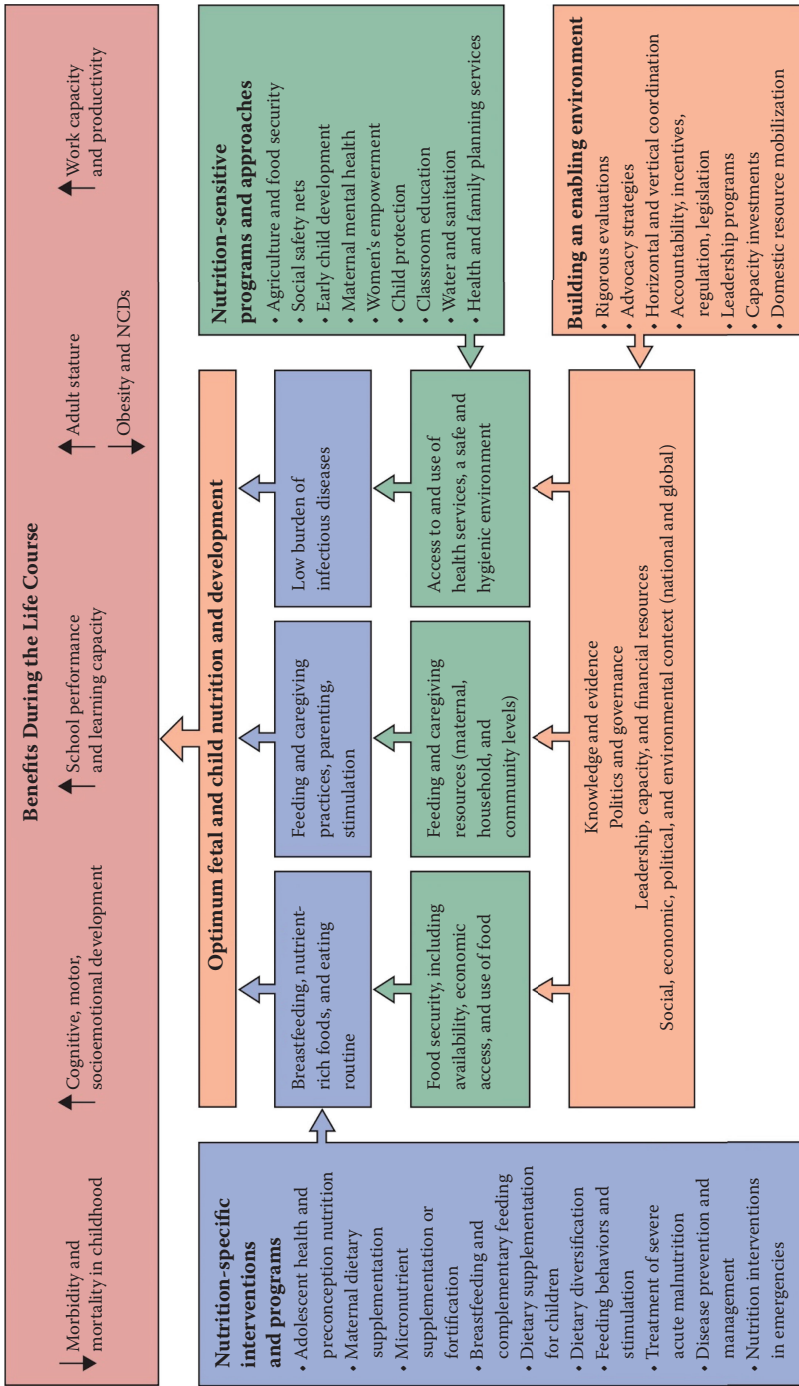 Benefits During the Life Course
Morbidity and
mortality in childhood
Cognitive, motor,
socioemotional development
School performance
and learning capacity
Adult stature
Obesity and NCDs
Work capacity
and productivity
Nutrition-specific
interventions
and programs
• Adolescent health and
preconception nutrition
• Maternal dietary
supplementation
• Micronutrient
supplementation or
fortification
• Breastfeeding and
complementary feeding
• Dietary supplementation
for children
• Dietary diversification
• Feeding behaviors and
stimulation
• Treatment of severe
acute malnutrition
• Disease prevention and
management
• Nutrition interventions
in emergencies
Optimum fetal and child nutrition and development
Breastfeeding, nutrient-
rich foods, and eating
routine
Feeding and caregiving
practices, parenting,
stimulation
Low burden of
infectious diseases
Food security, including
availability, economic
access, and use of food
Feeding and caregiving
resources (maternal,
household, and
community levels)
Access to and use of
health services, a safe and
hygienic environment
Knowledge and evidence
Politics and governance
Leadership, capacity, and financial resources
Social, economic, political, and environmental context (national and global)
Nutrition-sensitive
programs and approaches
• Agriculture and food security
• Social safety nets
• Early child development
• Maternal mental health
• Women's empowerment
• Child protection
• Classroom education
• Water and sanitation
• Health and family planning services
Building an enabling environment
• Rigorous evaluations
• Advocacy strategies
• Horizontal and vertical coordination
• Accountability, incentives,
regulation, legislation
• Leadership programs
• Capacity investments
• Domestic resource mobilization